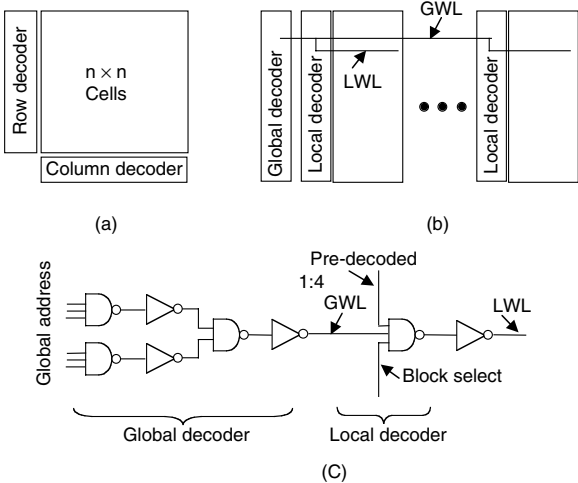 Row decoder
n × n
Cells
Column decoder
(a)
Global decoder
Local decoder
GWL
LWL
Local decoder
(b)
Global address
Pre-decoded
1:4
GWL
Block select
LWL
Global decoder
Local decoder
(C)